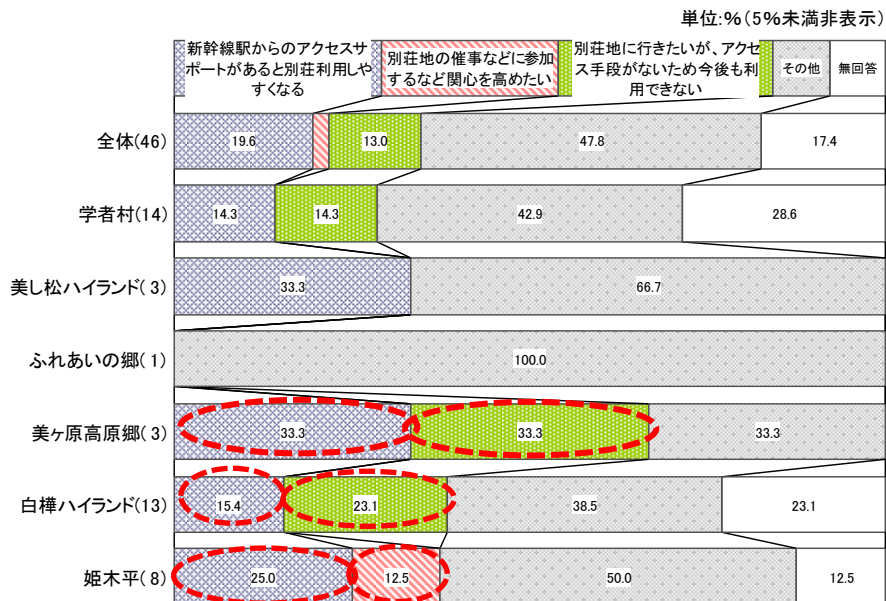 単位:%(5%未満非表示)
新幹線駅からのアクセスサ
ポートがあると別荘利用しや
すくなる
別荘地の催事などに参加
するなど関心を高めたい
別荘地に行きたいが、アクセ
ス手段がないため今後も利
用できない
その他
無回答
全体(46) 19.6 13.0 47.8 17.4
学者村(14) 14.3 14.3 42.9 28.6
美し松ハイランド( 3) 33.3 66.7
ふれあいの郷( 1) 100.0
美ヶ原高原郷( 3) 33.3 33.3 33.3
白樺ハイランド(13) 15.4 23.1 38.5 23.1
姫木平( 8) 25.0 12.5 50.0 12.5